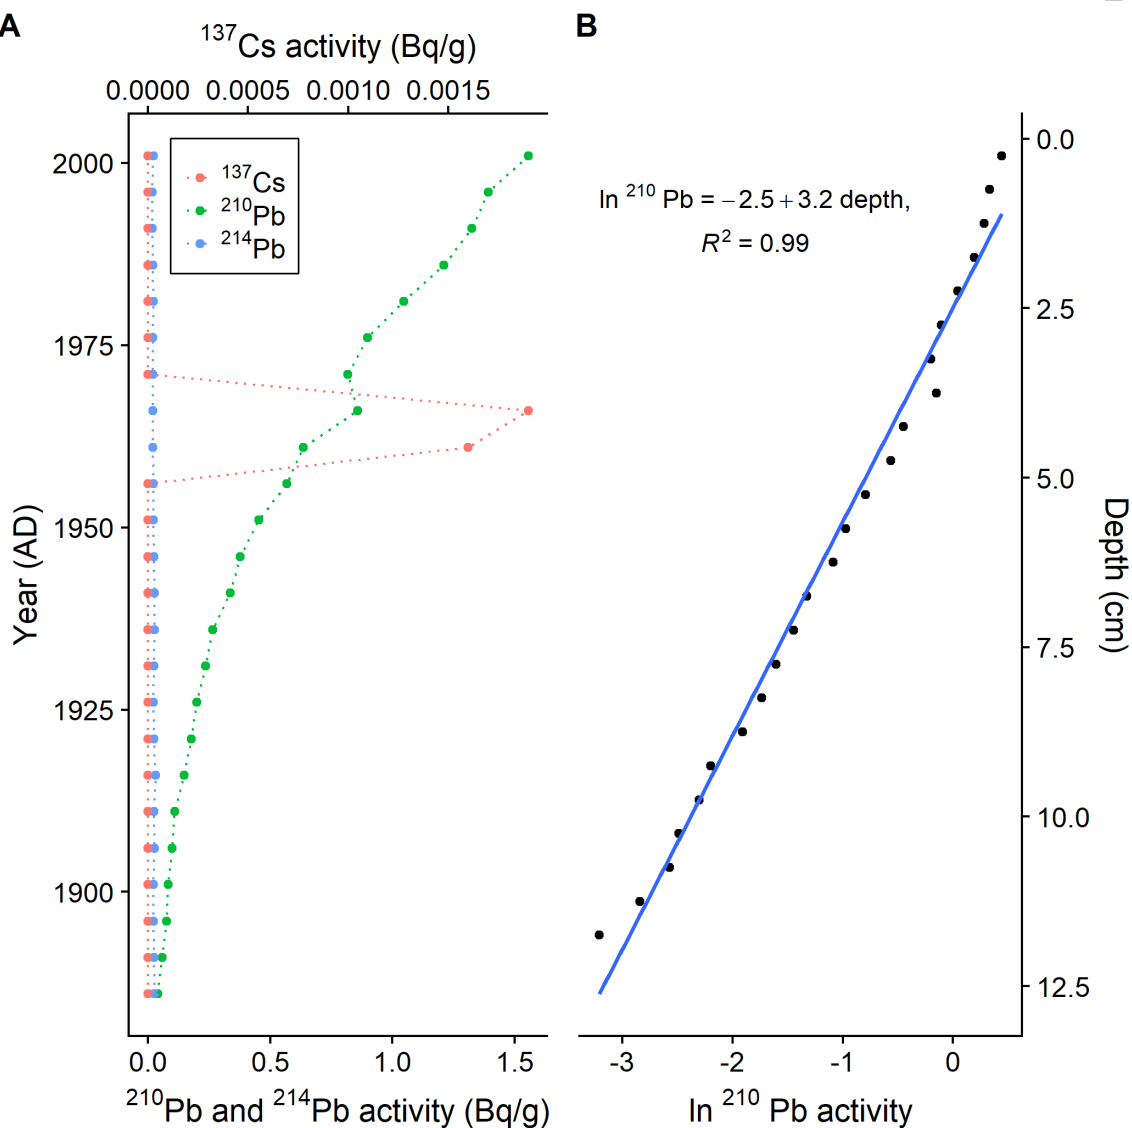 A
¹³⁷Cs activity (Bq/g)
0.0000 0.0005 0.0010 0.0015
2000
1975
1950
1925
1900
Year (AD)
¹³⁷Cs
²¹⁰Pb
²¹⁴Pb
0.0 0.5 1.0 1.5
²¹⁰Pb and ²¹⁴Pb activity (Bq/g)
B
ln ²¹⁰ Pb = −2.5 + 3.2 depth,
R² = 0.99
0.0
2.5
5.0
7.5
10.0
12.5
Depth (cm)
-3 -2 -1 0
ln ²¹⁰ Pb activity